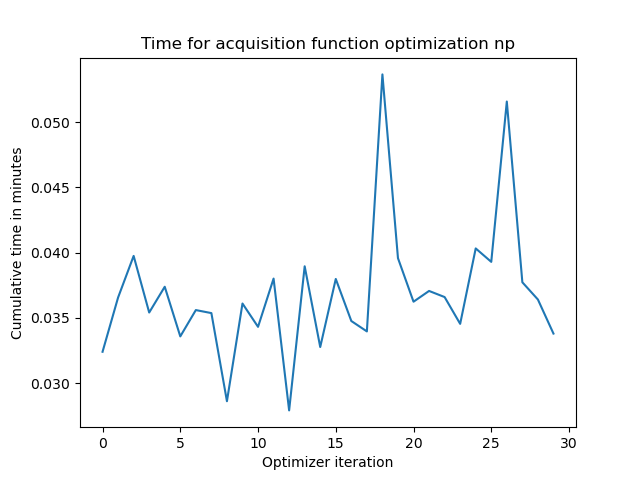 Time for acquisition function optimization np
Cumulative time in minutes
0.050
0.045
0.040
0.035
0.030
0 5 10 15 20 25 30
Optimizer iteration